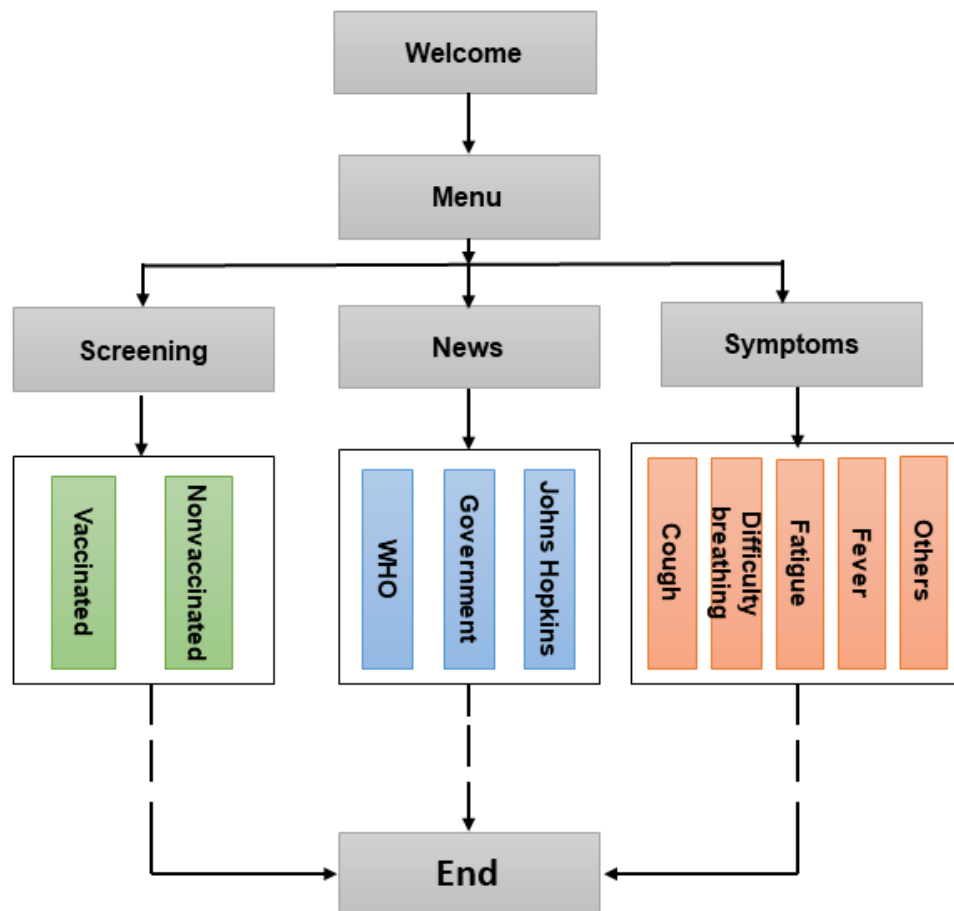 Welcome
Menu
Screening
News
Symptoms
Vaccinated
Nonvaccinated
WHO
Government
Johns Hopkins
Cough
Difficulty
breathing
Fatigue
Fever
Others
End